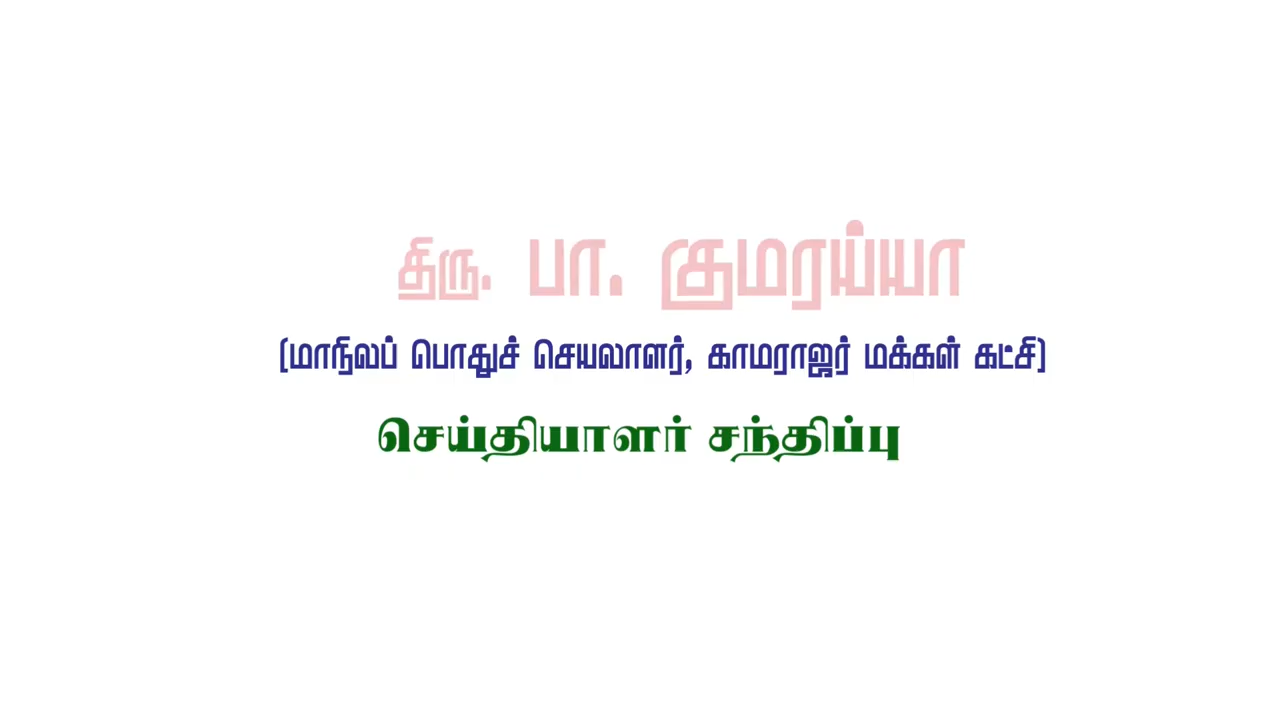 திரு. பா. குமரய்யா
(மாநிலப் பொதுச் செயலாளர், காமராஜர் மக்கள் கட்சி)
செய்தியாளர் சந்திப்பு